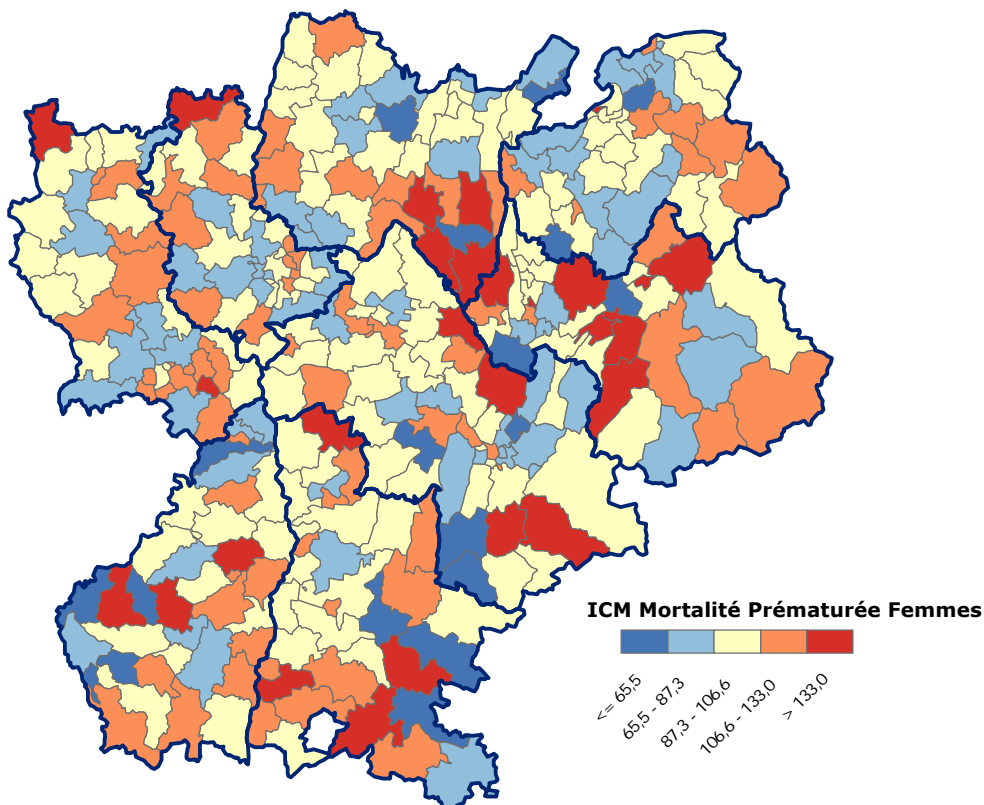 ICM Mortalité Prématurée Femmes
<= 65,5
65,5 - 87,3
87,3 - 106,6
106,6 - 133,0
> 133,0